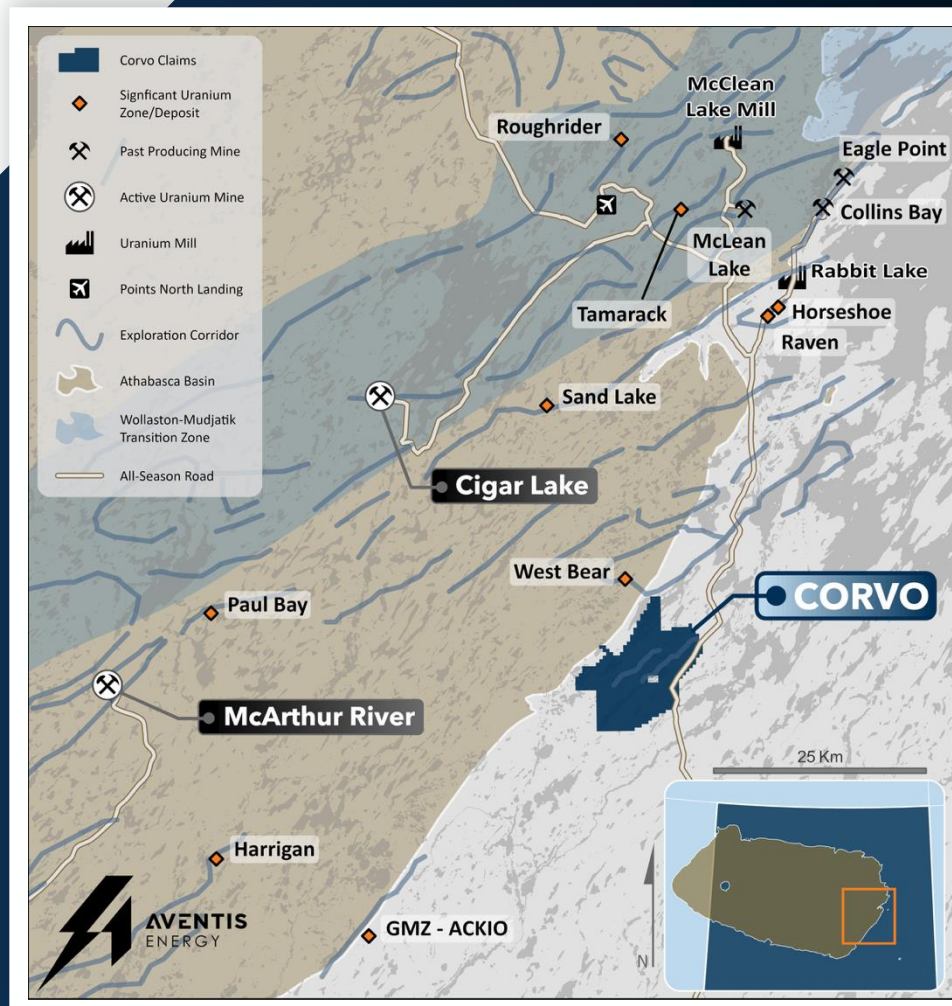 Corvo Claims
Signficant Uranium
Zone/Deposit
Past Producing Mine
Active Uranium Mine
Uranium Mill
Points North Landing
Exploration Corridor
Athabasca Basin
Wollaston-Mudjatik
Transition Zone
All-Season Road
McClean
Lake Mill
Roughrider
Eagle Point
Collins Bay
McLean
Lake
Rabbit Lake
Tamarack
Horseshoe
Raven
Sand Lake
Cigar Lake
West Bear
CORVO
Paul Bay
McArthur River
25 Km
Harrigan
GMZ - ACKIO
N
AVENTIS
ENERGY